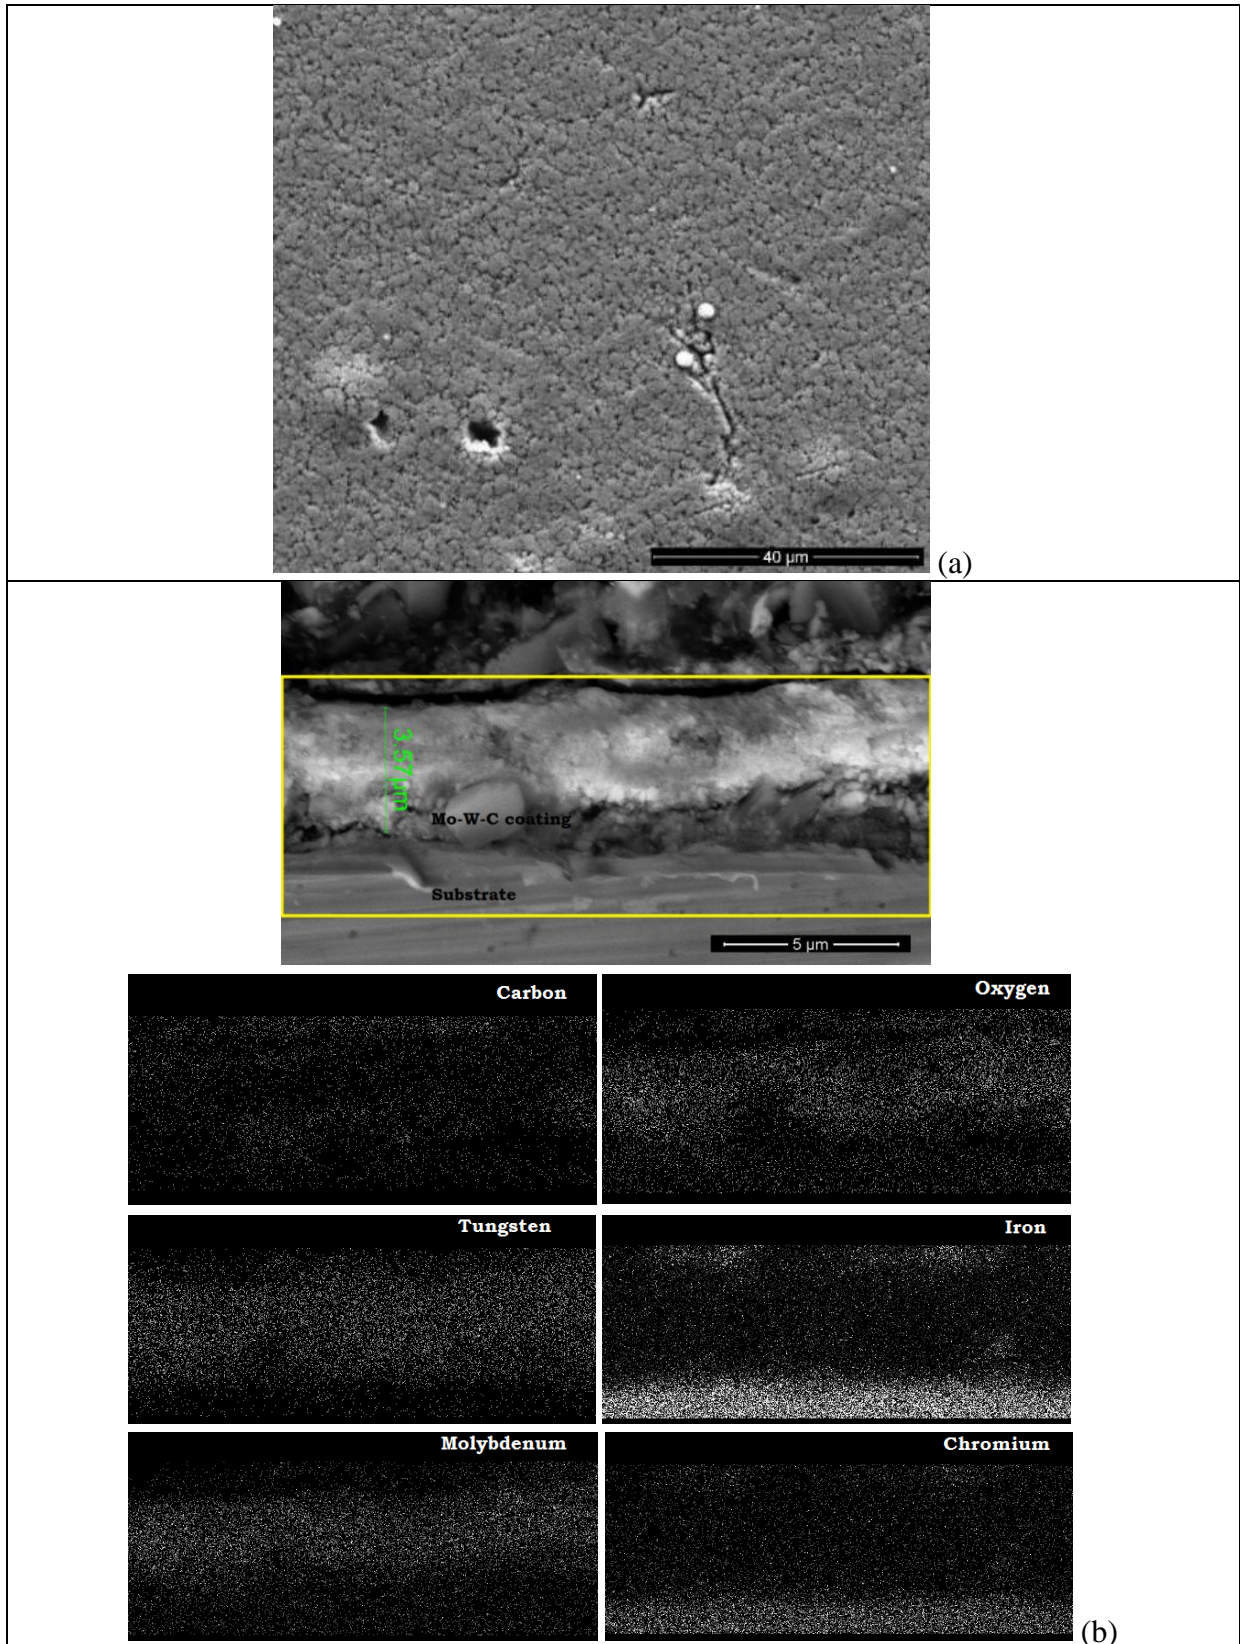 40 µm
(a)
3.57µm
Mo-W-C coating
Substrate
5 µm
Carbon
Oxygen
Tungsten
Iron
Molybdenum
Chromium
(b)